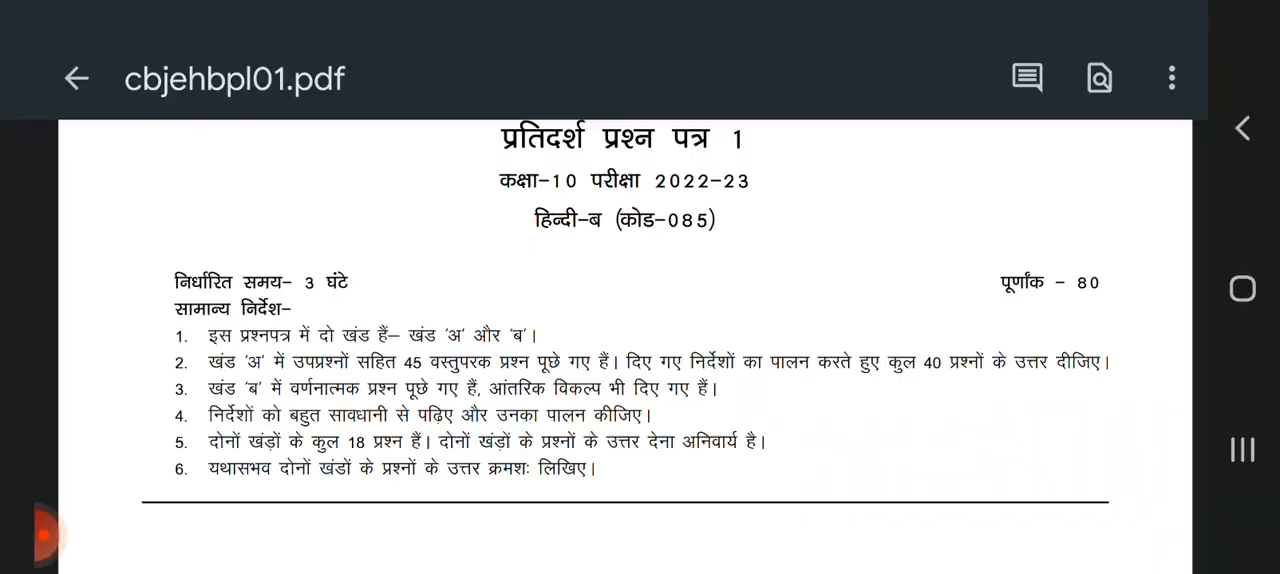 cbjehbpl01.pdf
प्रतिदर्श प्रश्न पत्र 1
कक्षा-10 परीक्षा 2022-23
हिन्दी-ब (कोड-085)
निर्धारित समय- 3 घंटे पूर्णांक - 80
सामान्य निर्देश-
1. इस प्रश्नपत्र में दो खंड हैं– खंड 'अ' और 'ब'।
2. खंड 'अ' में उपप्रश्नों सहित 45 वस्तुपरक प्रश्न पूछे गए हैं। दिए गए निर्देशों का पालन करते हुए कुल 40 प्रश्नों के उत्तर दीजिए।
3. खंड 'ब' में वर्णनात्मक प्रश्न पूछे गए हैं, आंतरिक विकल्प भी दिए गए हैं।
4. निर्देशों को बहुत सावधानी से पढ़िए और उनका पालन कीजिए।
5. दोनों खंड़ों के कुल 18 प्रश्न हैं। दोनों खंड़ों के प्रश्नों के उत्तर देना अनिवार्य है।
6. यथासभव दोनों खंडों के प्रश्नों के उत्तर क्रमशः लिखिए।